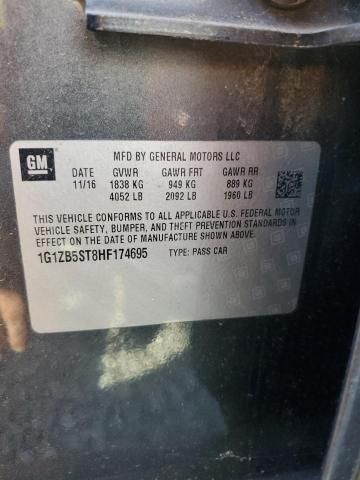 GM
MFD BY GENERAL MOTORS LLC
DATE GVWR GAWR FRT GAWR RR
11/16 1838 KG 949 KG 889 KG
4052 LB 2092 LB 1960 LB
THIS VEHICLE CONFORMS TO ALL APPLICABLE U.S. FEDERAL MOTOR
VEHICLE SAFETY, BUMPER, AND THEFT PREVENTION STANDARDS IN
EFFECT ON THE DATE OF MANUFACTURE SHOWN ABOVE.
1G1ZB5ST8HF174695 TYPE: PASS CAR